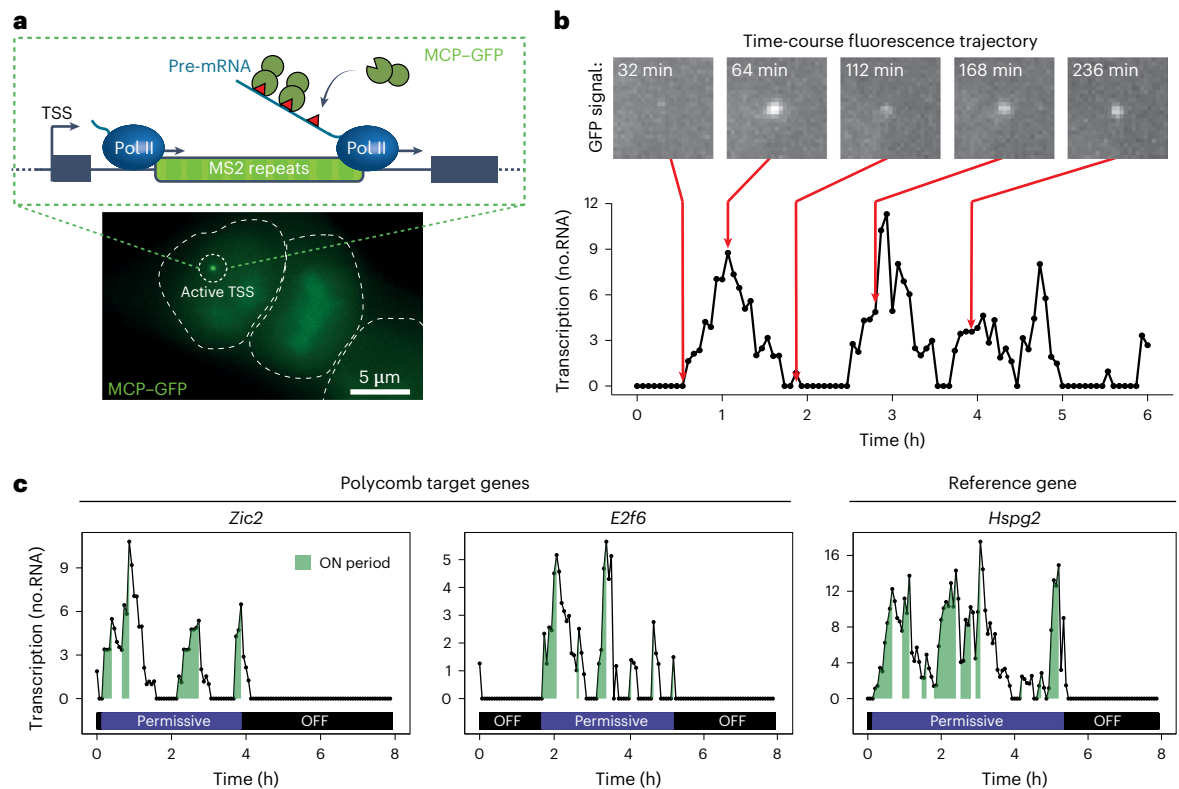 a
MCP–GFP
Pre-mRNA
TSS
Pol II
Pol II
MS2 repeats
Active TSS
MCP–GFP
5 μm
b
Time-course fluorescence trajectory
GFP signal:
32 min
64 min
112 min
168 min
236 min
Transcription (no.RNA)
12
9
6
3
0
0 1 2 3 4 5 6
Time (h)
c
Polycomb target genes
Reference gene
Zic2
E2f6
Hspg2
Transcription (no.RNA)
9
6
3
0
ON period
Permissive
OFF
0 2 4 6 8
Time (h)
5
4
3
2
1
0
OFF
Permissive
OFF
0 2 4 6 8
Time (h)
16
12
8
4
0
Permissive
OFF
0 2 4 6 8
Time (h)